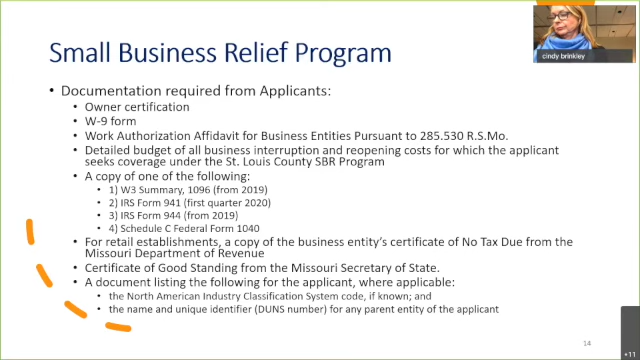 Small Business Relief Program
• Documentation required from Applicants:
• Owner certification
• W-9 form
• Work Authorization Affidavit for Business Entities Pursuant to 285.530 R.S.Mo.
• Detailed budget of all business interruption and reopening costs for which the applicant
seeks coverage under the St. Louis County SBR Program
• A copy of one of the following:
• 1) W3 Summary, 1096 (from 2019)
• 2) IRS Form 941 (first quarter 2020)
• 3) IRS Form 944 (from 2019)
• 4) Schedule C Federal Form 1040
• For retail establishments, a copy of the business entity's certificate of No Tax Due from the
Missouri Department of Revenue
• Certificate of Good Standing from the Missouri Secretary of State.
• A document listing the following for the applicant, where applicable:
• the North American Industry Classification System code, if known; and
• the name and unique identifier (DUNS number) for any parent entity of the applicant
14
cindy brinkley
+11